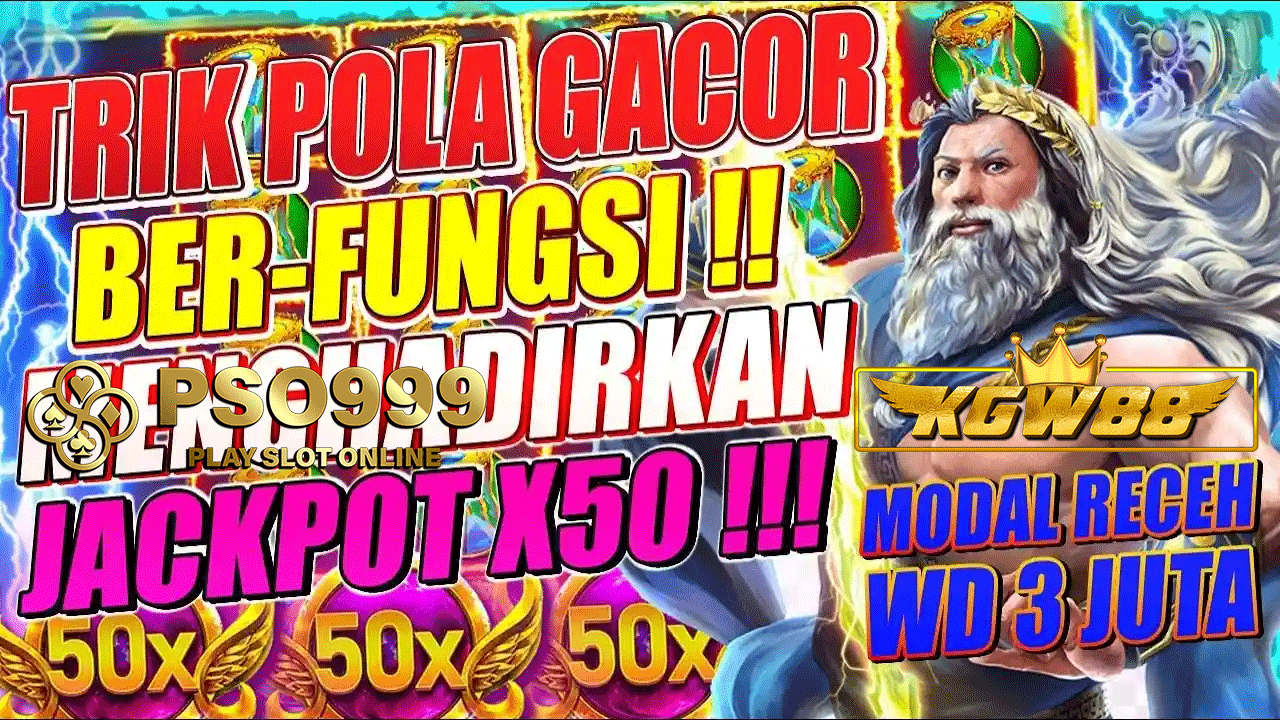 TRIK POLA GACOR
BER-FUNGSI !!
MENGHADIRKAN
PSO999
PLAY SLOT ONLINE
JACKPOT X50 !!!
KGW88
MODAL RECEH
WD 3 JUTA
50x 50x 50x